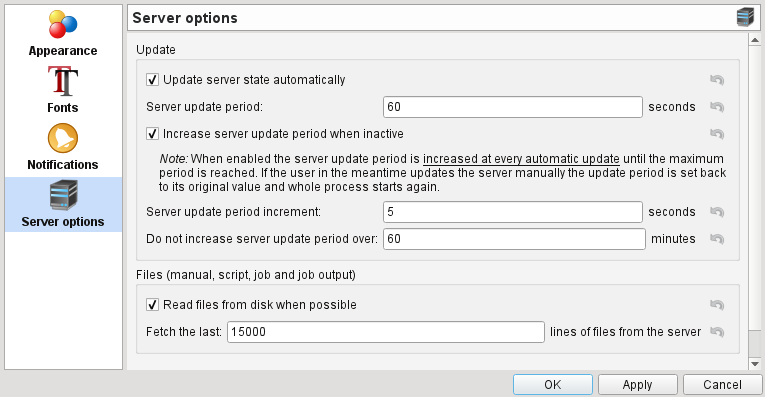 Appearance
Fonts
Notifications
Server options
Server options
Update
Update server state automatically
Server update period: 60 seconds
Increase server update period when inactive
Note: When enabled the server update period is increased at every automatic update until the maximum
period is reached. If the user in the meantime updates the server manually the update period is set back
to its original value and whole process starts again.
Server update period increment: 5 seconds
Do not increase server update period over: 60 minutes
Files (manual, script, job and job output)
Read files from disk when possible
Fetch the last: 15000 lines of files from the server
OK Apply Cancel